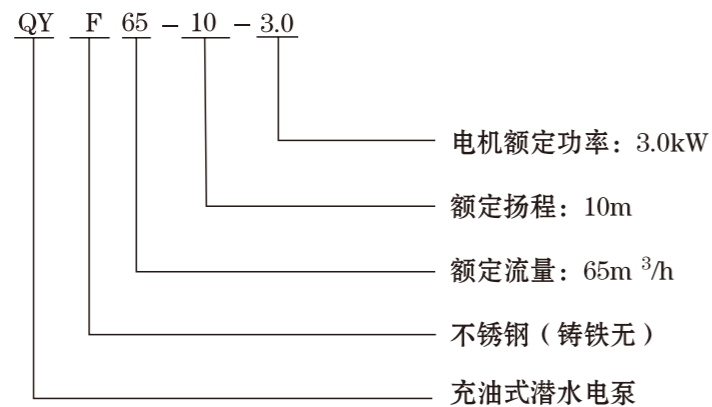 QY F 65 - 10 - 3.0
电机额定功率：3.0kW
额定扬程：10m
额定流量：65m ³/h
不锈钢（铸铁无）
充油式潜水电泵